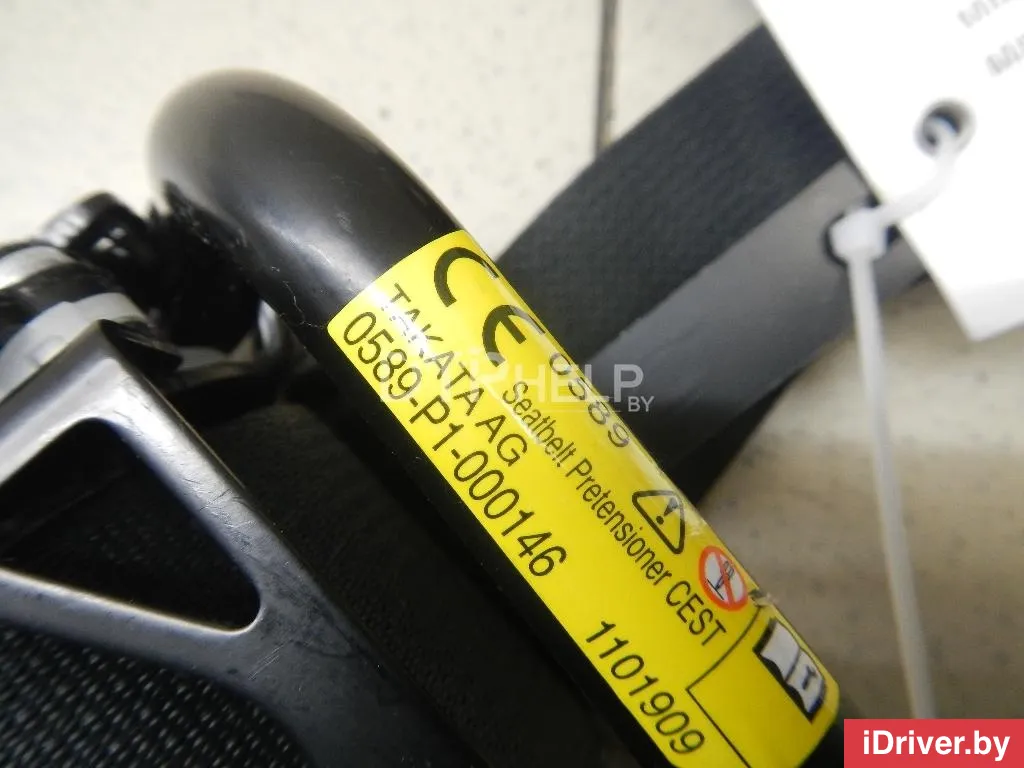 CE 0589
TAKATA AG
0589-P1-000146
Seatbelt Pretensioner CEST
1101909
HELP
BY
iDriver.by